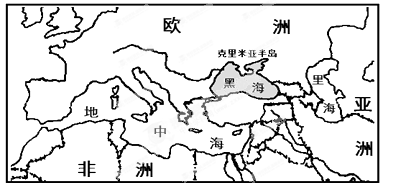 欧 洲
克里米亚半岛
黑 海
里海
地 中 海
亚洲
非 洲